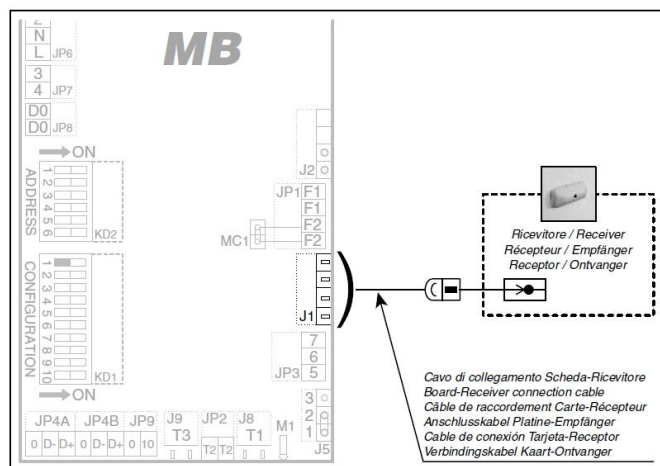 MB
2
N
L JP6
3
4 JP7
D0
D0 JP8
ON
ADDRESS
1
2
3
4
5
6
KD2
CONFIGURATION
1
2
3
4
5
6
7
8
9
10
KD1
ON
J2
JP1 F1
F1
F2
MC1 F2
J1
7
6
JP3 5
3
2
1
J5
JP4A JP4B JP9 J9 JP2 J8 M1
0 D- D+ 0 D- D+ 0 10 T3 T2 T2 T1
Ricevitore / Receiver
Récepteur / Empfänger
Receptor / Ontvanger
Cavo di collegamento Scheda-Ricevitore
Board-Receiver connection cable
Câble de raccordement Carte-Récepteur
Anschlusskabel Platine-Empfänger
Cable de conexión Tarjeta-Receptor
Verbindingskabel Kaart-Ontvanger